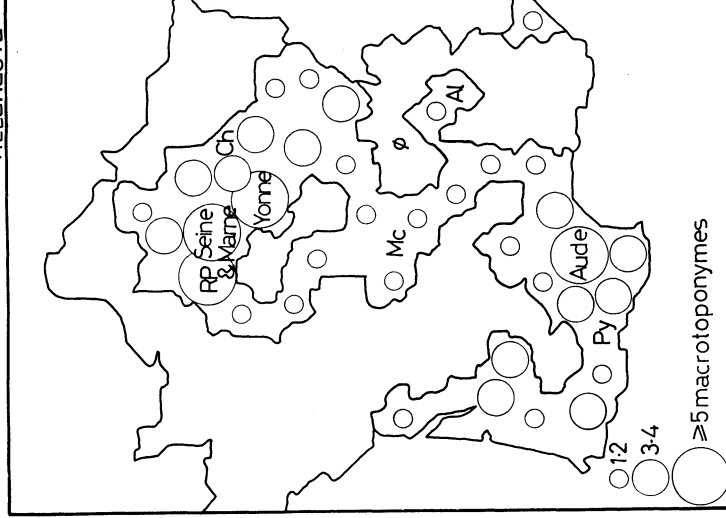 RP
Seine
& Marne
Yonne
Ch
Mc
ø
Al
Aude
Py
1-2
3-4
≥5 macrotoponymes